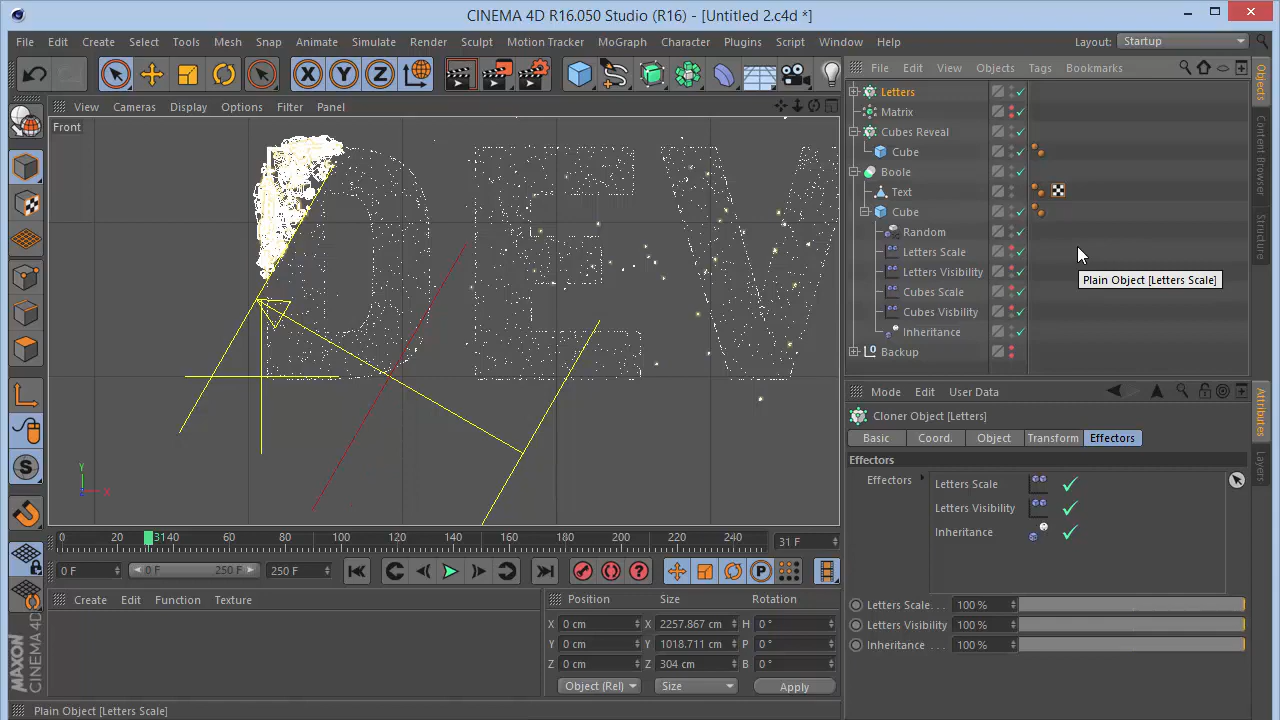 CINEMA 4D R16.050 Studio (R16) - [Untitled 2.c4d *]
File Edit Create Select Tools Mesh Snap Animate Simulate Render Sculpt Motion Tracker MoGraph Character Plugins Script Window Help Layout: Startup
X Y Z
File Edit View Objects Tags Bookmarks
Objects
Content Browser
Structure
View Cameras Display Options Filter Panel
Front
Letters
Matrix
Cubes Reveal
Cube
Boole
Text
Cube
Random
Letters Scale
Letters Visibility
Cubes Scale
Cubes Visbility
Inheritance
Backup
Plain Object [Letters Scale]
Y
X
Z
Mode Edit User Data
Attributes
Layers
Cloner Object [Letters]
Basic Coord. Object Transform Effectors
Effectors
Effectors
Letters Scale
Letters Visibility
Inheritance
Letters Scale. . . 100 %
Letters Visibility 100 %
Inheritance . . . 100 %
0 20 31 40 60 80 100 120 140 160 180 200 220 240 31 F
0 F 0 F 250 F 250 F
Create Edit Function Texture
Position Size Rotation
X 0 cm X 2257.867 cm H 0 °
Y 0 cm Y 1018.711 cm P 0 °
Z 0 cm Z 304 cm B 0 °
Object (Rel) Size Apply
MAXON CINEMA 4D
Plain Object [Letters Scale]